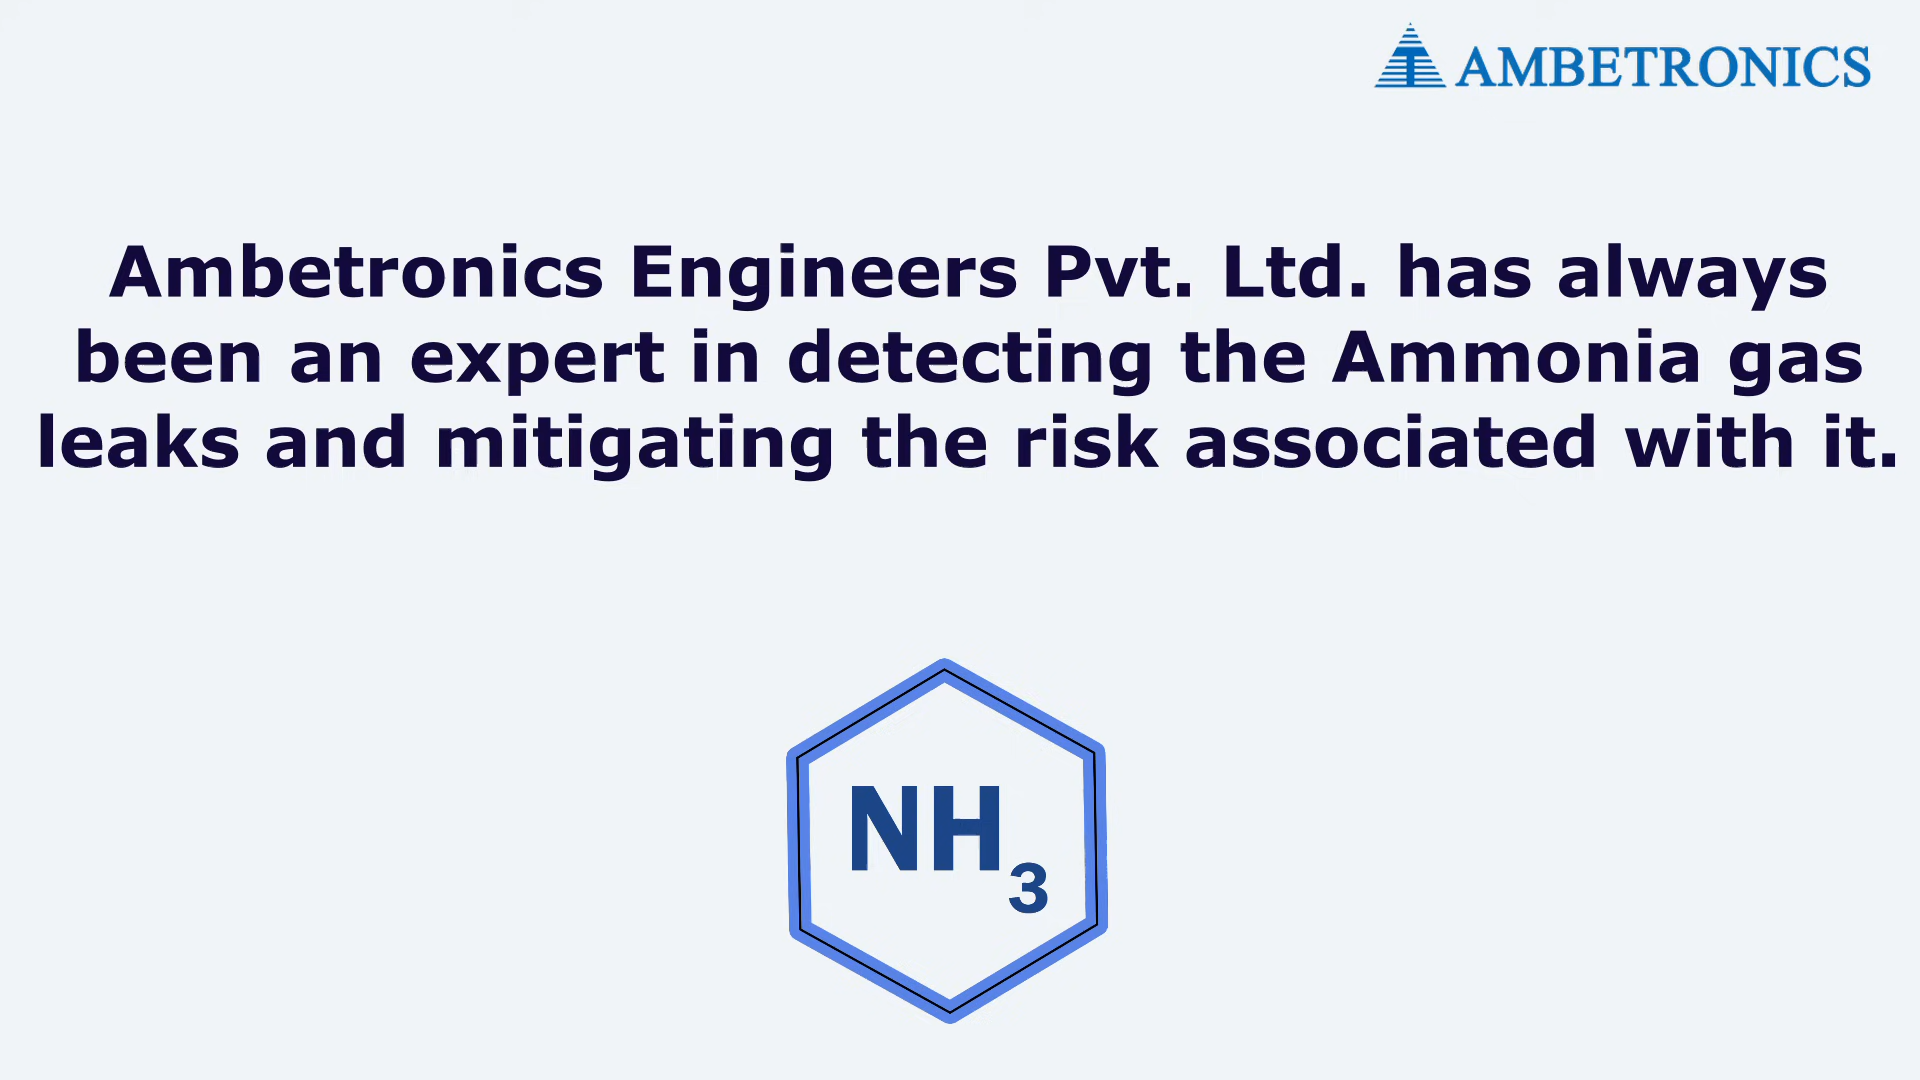 AMBETRONICS
Ambetronics Engineers Pvt. Ltd. has always
been an expert in detecting the Ammonia gas
leaks and mitigating the risk associated with it.
NH₃